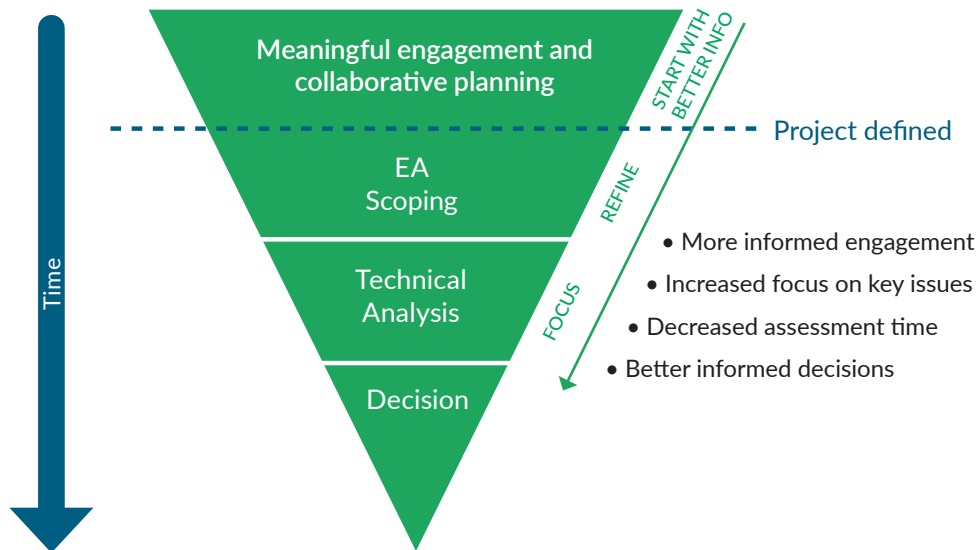 Meaningful engagement and
collaborative planning
START WITH
BETTER INFO
Project defined
EA
Scoping
REFINE
• More informed engagement
Time
Technical
Analysis
FOCUS
• Increased focus on key issues
• Decreased assessment time
• Better informed decisions
Decision